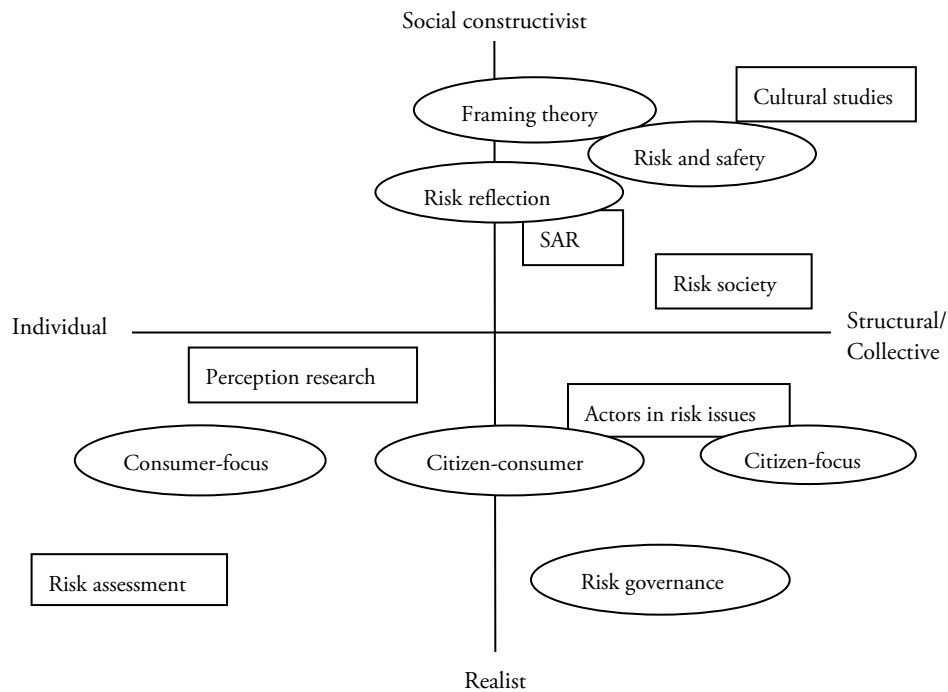 Social constructivist
Cultural studies
Framing theory
Risk and safety
Risk reflection
SAR
Risk society
Individual
Structural/
Collective
Perception research
Actors in risk issues
Consumer-focus
Citizen-consumer
Citizen-focus
Risk assessment
Risk governance
Realist